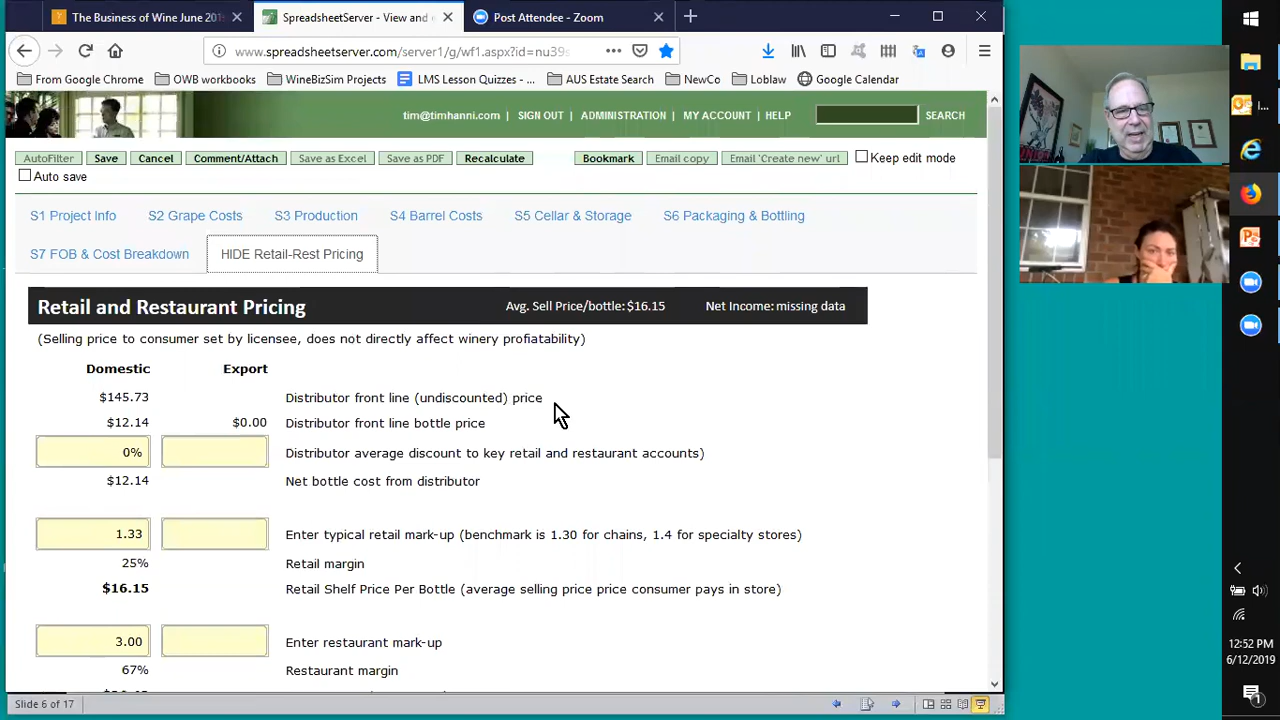 The Business of Wine June 201
SpreadsheetServer - View and
Post Attendee - Zoom
www.spreadsheetserver.com/server1/g/wf1.aspx?id=nu39s
From Google Chrome
OWB workbooks
WineBizSim Projects
LMS Lesson Quizzes - ...
AUS Estate Search
NewCo
Loblaw
Google Calendar
tim@timhanni.com | SIGN OUT | ADMINISTRATION | MY ACCOUNT | HELP SEARCH
AutoFilter Save Cancel Comment/Attach Save as Excel Save as PDF Recalculate Bookmark Email copy Email 'Create new' url Keep edit mode
Auto save
S1 Project Info S2 Grape Costs S3 Production S4 Barrel Costs S5 Cellar & Storage S6 Packaging & Bottling
S7 FOB & Cost Breakdown HIDE Retail-Rest Pricing
Retail and Restaurant Pricing Avg. Sell Price/bottle: $16.15 Net Income: missing data
(Selling price to consumer set by licensee, does not directly affect winery profiatability)
Domestic Export
$145.73 Distributor front line (undiscounted) price
$12.14 $0.00 Distributor front line bottle price
0% Distributor average discount to key retail and restaurant accounts)
$12.14 Net bottle cost from distributor
1.33 Enter typical retail mark-up (benchmark is 1.30 for chains, 1.4 for specialty stores)
25% Retail margin
$16.15 Retail Shelf Price Per Bottle (average selling price price consumer pays in store)
3.00 Enter restaurant mark-up
67% Restaurant margin
Slide 6 of 17
12:52 PM
6/12/2019
1